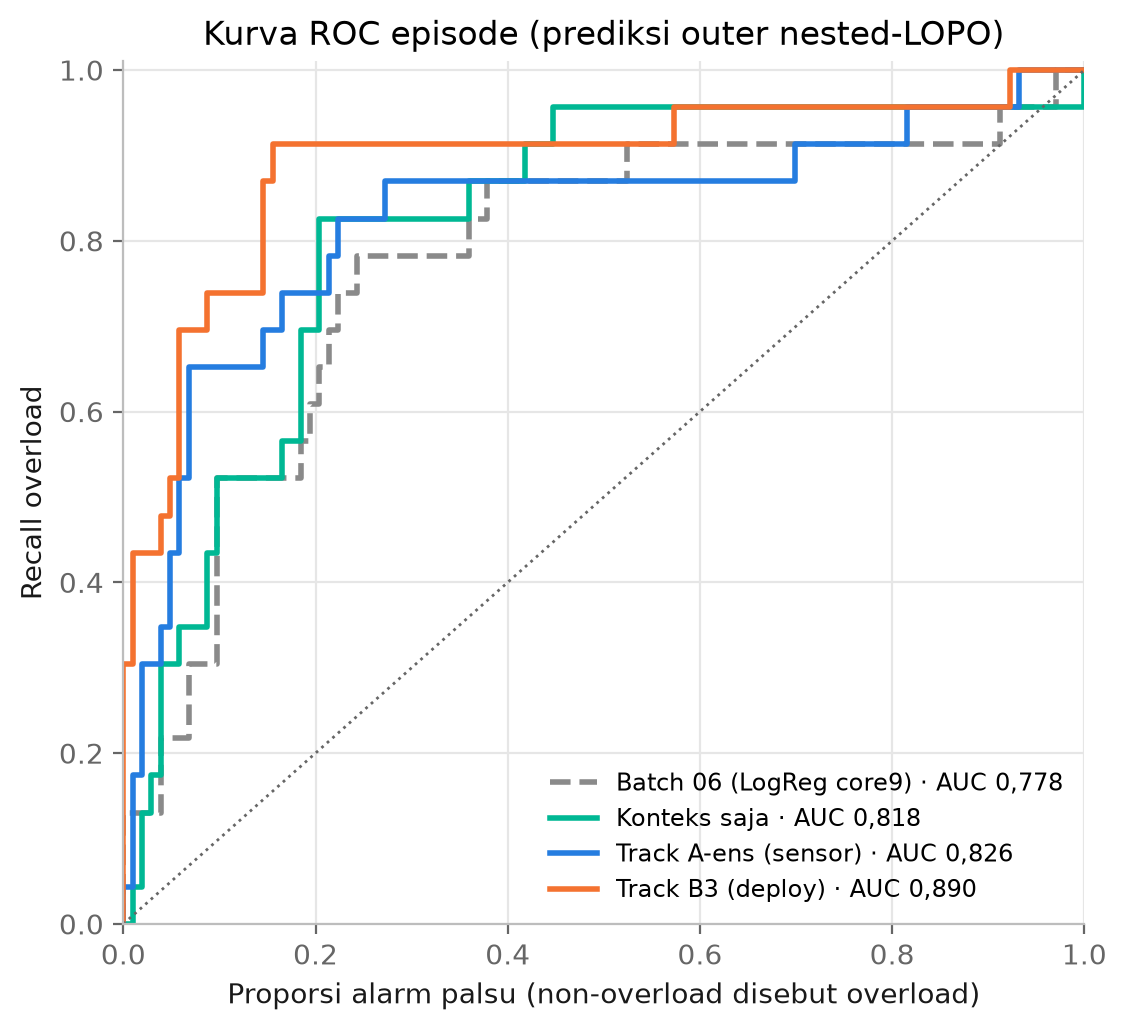 Kurva ROC episode (prediksi outer nested-LOPO)
1.0
0.8
0.6
0.4
0.2
0.0
Recall overload
Batch 06 (LogReg core9) · AUC 0,778
Konteks saja · AUC 0,818
Track A-ens (sensor) · AUC 0,826
Track B3 (deploy) · AUC 0,890
0.0 0.2 0.4 0.6 0.8 1.0
Proporsi alarm palsu (non-overload disebut overload)